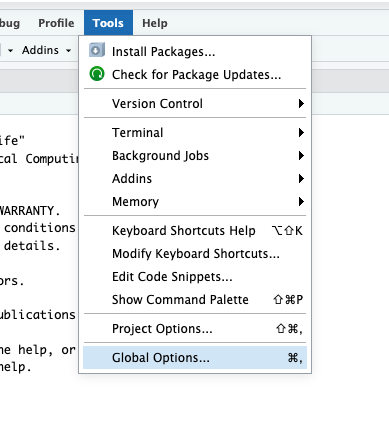 bug Profile Tools Help
Addins
Install Packages...
Check for Package Updates...
Version Control
Terminal
Background Jobs
Addins
Memory
Keyboard Shortcuts Help ⌥⇧K
Modify Keyboard Shortcuts...
Edit Code Snippets...
Show Command Palette ⇧⌘P
Project Options... ⇧⌘,
Global Options... ⌘,
ife"
cal Computin
WARRANTY.
conditions
details.
ors.
ublications
ne help, or
help.